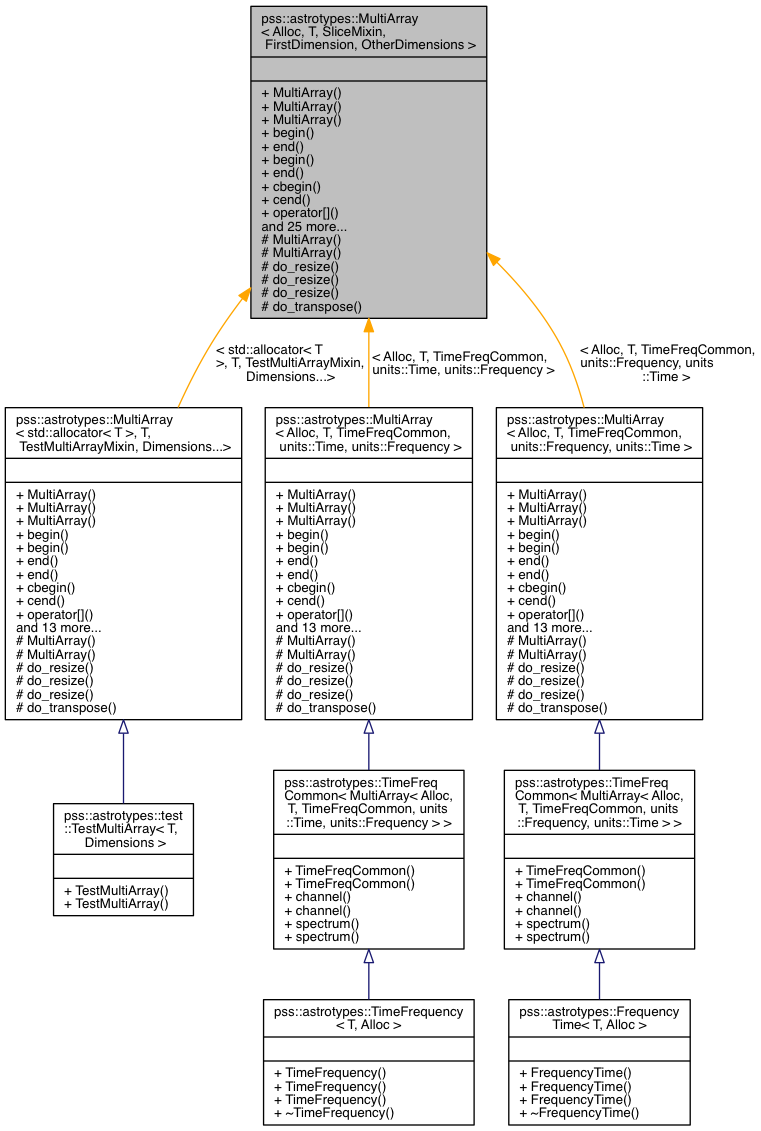 pss::astrotypes::MultiArray
< Alloc, T, SliceMixin,
FirstDimension, OtherDimensions >
+ MultiArray()
+ MultiArray()
+ MultiArray()
+ begin()
+ end()
+ begin()
+ end()
+ cbegin()
+ cend()
+ operator[]()
and 25 more...
# MultiArray()
# MultiArray()
# do_resize()
# do_resize()
# do_resize()
# do_transpose()
< std::allocator< T
>, T, TestMultiArrayMixin,
Dimensions...>
< Alloc, T, TimeFreqCommon,
units::Time, units::Frequency >
< Alloc, T, TimeFreqCommon,
units::Frequency, units
::Time >
pss::astrotypes::MultiArray
< std::allocator< T >, T,
TestMultiArrayMixin, Dimensions...>
+ MultiArray()
+ MultiArray()
+ MultiArray()
+ begin()
+ begin()
+ end()
+ end()
+ cbegin()
+ cend()
+ operator[]()
and 13 more...
# MultiArray()
# MultiArray()
# do_resize()
# do_resize()
# do_resize()
# do_transpose()
pss::astrotypes::MultiArray
< Alloc, T, TimeFreqCommon,
units::Time, units::Frequency >
+ MultiArray()
+ MultiArray()
+ MultiArray()
+ begin()
+ begin()
+ end()
+ end()
+ cbegin()
+ cend()
+ operator[]()
and 13 more...
# MultiArray()
# MultiArray()
# do_resize()
# do_resize()
# do_resize()
# do_transpose()
pss::astrotypes::MultiArray
< Alloc, T, TimeFreqCommon,
units::Frequency, units::Time >
+ MultiArray()
+ MultiArray()
+ MultiArray()
+ begin()
+ begin()
+ end()
+ end()
+ cbegin()
+ cend()
+ operator[]()
and 13 more...
# MultiArray()
# MultiArray()
# do_resize()
# do_resize()
# do_resize()
# do_transpose()
pss::astrotypes::test
::TestMultiArray< T,
Dimensions >
+ TestMultiArray()
+ TestMultiArray()
pss::astrotypes::TimeFreq
Common< MultiArray< Alloc,
T, TimeFreqCommon, units
::Time, units::Frequency > >
+ TimeFreqCommon()
+ TimeFreqCommon()
+ channel()
+ channel()
+ spectrum()
+ spectrum()
pss::astrotypes::TimeFreq
Common< MultiArray< Alloc,
T, TimeFreqCommon, units
::Frequency, units::Time > >
+ TimeFreqCommon()
+ TimeFreqCommon()
+ channel()
+ channel()
+ spectrum()
+ spectrum()
pss::astrotypes::TimeFrequency
< T, Alloc >
+ TimeFrequency()
+ TimeFrequency()
+ TimeFrequency()
+ ~TimeFrequency()
pss::astrotypes::Frequency
Time< T, Alloc >
+ FrequencyTime()
+ FrequencyTime()
+ FrequencyTime()
+ ~FrequencyTime()